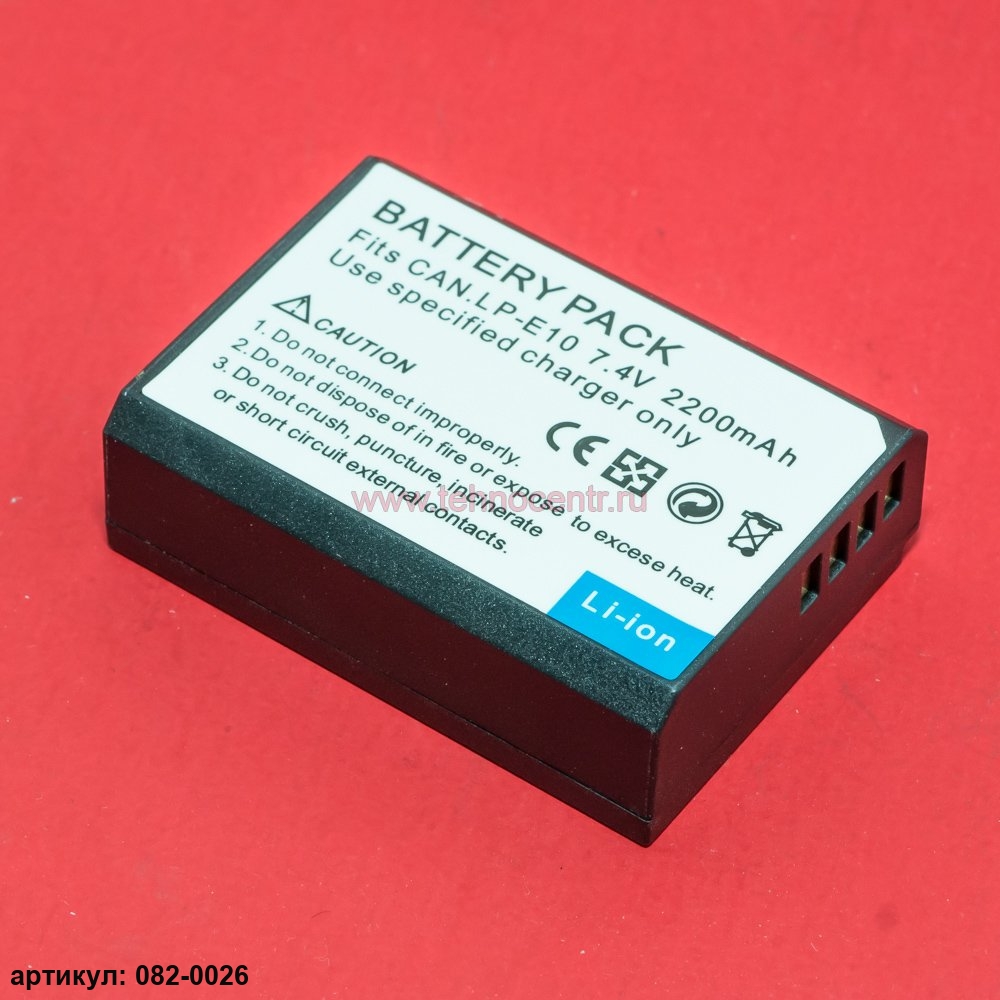 BATTERY PACK
Fits CAN.LP-E10 7.4V 2200mAh
Use specified charger only
CAUTION
1. Do not connect improperly.
2. Do not dispose of in fire or expose to excese heat.
3. Do not crush, puncture, incinerate
or short circuit external contacts.
CE
Li-ion
www.tehnocentr.ru
артикул: 082-0026